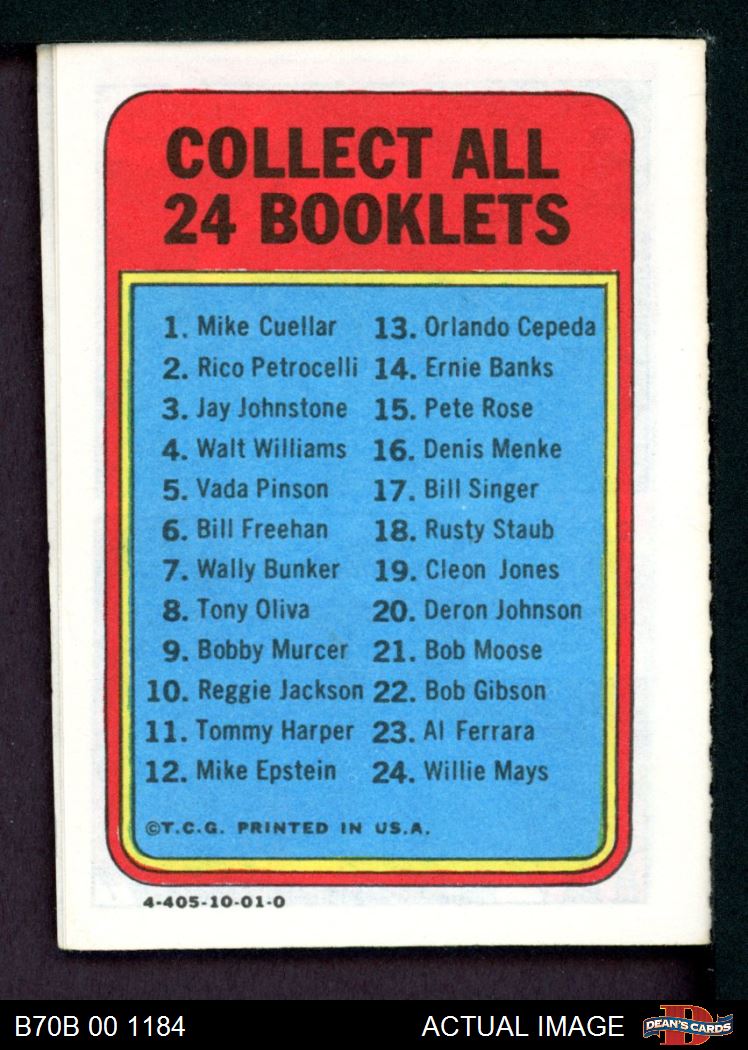 COLLECT ALL
24 BOOKLETS
1. Mike Cuellar
2. Rico Petrocelli
3. Jay Johnstone
4. Walt Williams
5. Vada Pinson
6. Bill Freehan
7. Wally Bunker
8. Tony Oliva
9. Bobby Murcer
10. Reggie Jackson
11. Tommy Harper
12. Mike Epstein
13. Orlando Cepeda
14. Ernie Banks
15. Pete Rose
16. Denis Menke
17. Bill Singer
18. Rusty Staub
19. Cleon Jones
20. Deron Johnson
21. Bob Moose
22. Bob Gibson
23. Al Ferrara
24. Willie Mays
©T.C.G. PRINTED IN U.S.A.
4-405-10-01-0
B70B 00 1184
ACTUAL IMAGE
D
DEAN'S CARDS